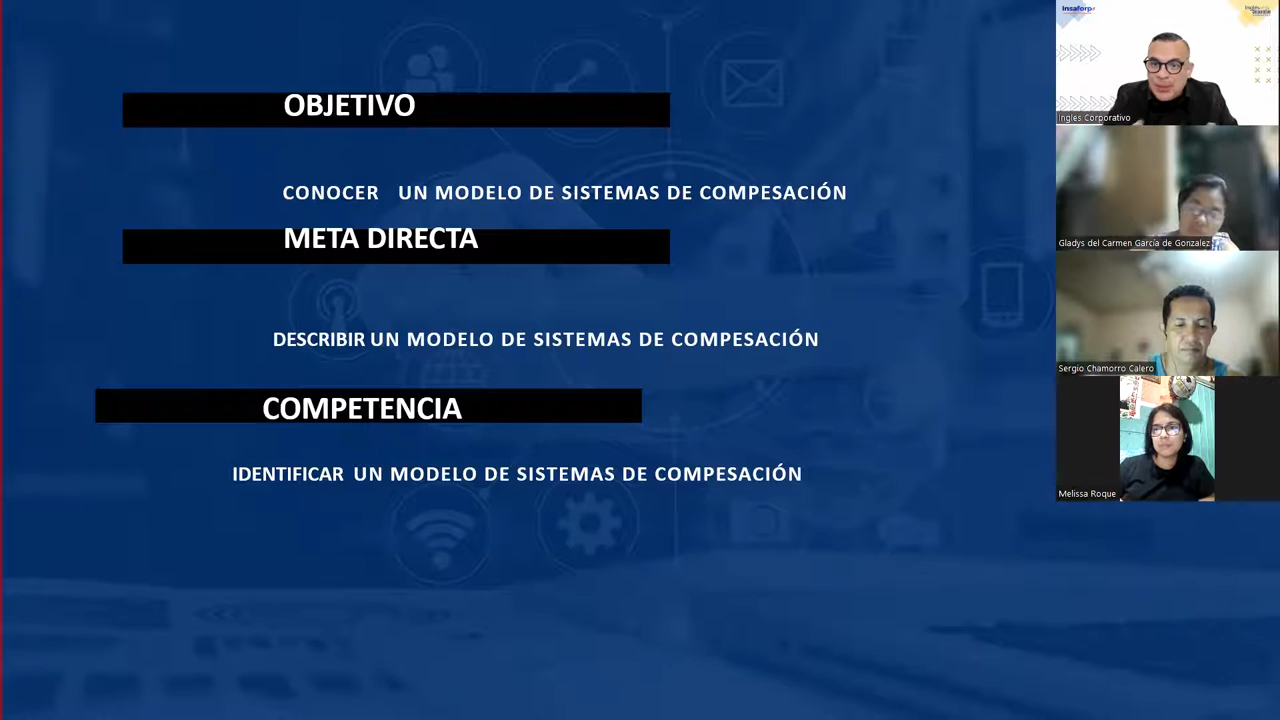 OBJETIVO
CONOCER UN MODELO DE SISTEMAS DE COMPESACIÓN
META DIRECTA
DESCRIBIR UN MODELO DE SISTEMAS DE COMPESACIÓN
COMPETENCIA
IDENTIFICAR UN MODELO DE SISTEMAS DE COMPESACIÓN
Insaforp
Ingles Corporativo
Gladys del Carmen García de Gonzalez
Sergio Chamorro Calero
Melissa Roque